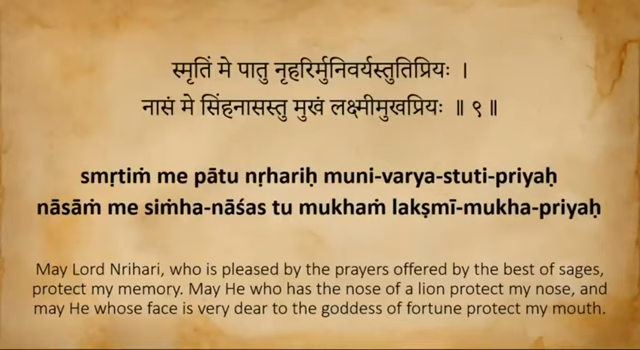 स्मृतिं मे पातु नृहरिर्मुनिवर्यस्तुतिप्रियः ।
नासं मे सिंहनासस्तु मुखं लक्ष्मीमुखप्रियः ॥ ९ ॥
smṛtiṁ me pātu nṛhariḥ muni-varya-stuti-priyaḥ
nāsāṁ me siṁha-nāśas tu mukhaṁ lakṣmī-mukha-priyaḥ
May Lord Nrihari, who is pleased by the prayers offered by the best of sages,
protect my memory. May He who has the nose of a lion protect my nose, and
may He whose face is very dear to the goddess of fortune protect my mouth.